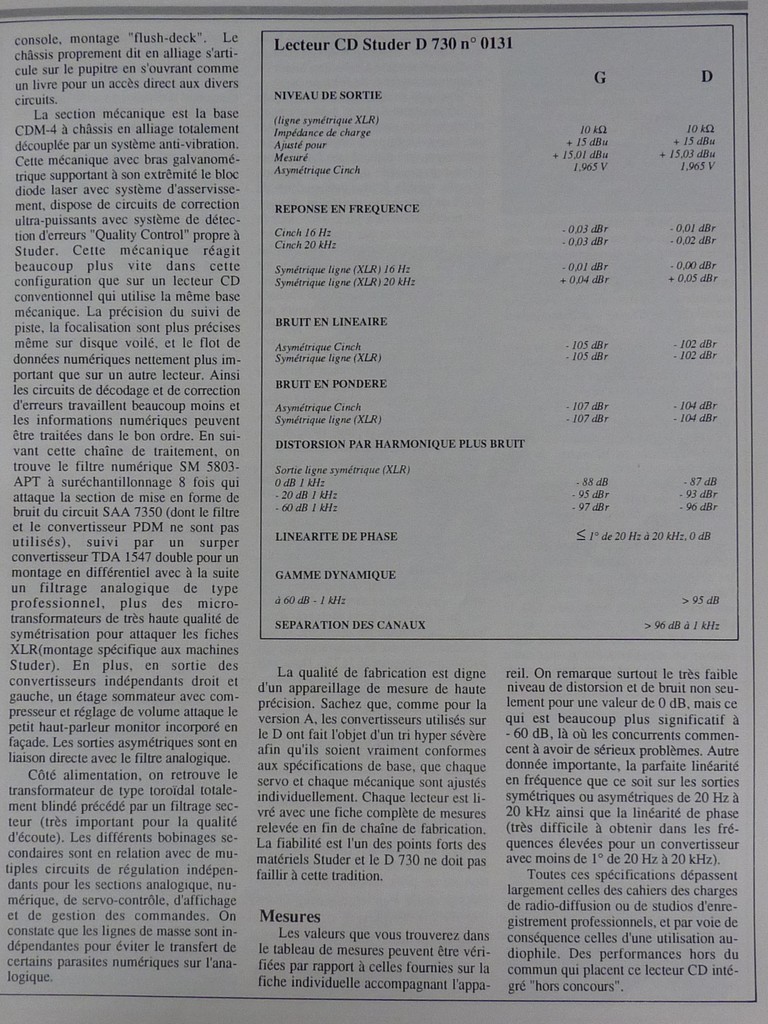 console, montage "flush-deck". Le
châssis proprement dit en alliage s'arti-
cule sur le pupitre en s'ouvrant comme
un livre pour un accès direct aux divers
circuits.
La section mécanique est la base
CDM-4 à châssis en alliage totalement
découplée par un système anti-vibration.
Cette mécanique avec bras galvanomé-
trique supportant à son extrêmité le bloc
diode laser avec système d'asservisse-
ment, dispose de circuits de correction
ultra-puissants avec système de détec-
tion d'erreurs "Quality Control" propre à
Studer. Cette mécanique réagit
beaucoup plus vite dans cette
configuration que sur un lecteur CD
conventionnel qui utilise la même base
mécanique. La précision du suivi de
piste, la focalisation sont plus précises
même sur disque voilé, et le flot de
données numériques nettement plus im-
portant que sur un autre lecteur. Ainsi
les circuits de décodage et de correction
d'erreurs travaillent beaucoup moins et
les informations numériques peuvent
être traitées dans le bon ordre. En sui-
vant cette chaîne de traitement, on
trouve le filtre numérique SM 5803-
APT à suréchantillonnage 8 fois qui
attaque la section de mise en forme de
bruit du circuit SAA 7350 (dont le filtre
et le convertisseur PDM ne sont pas
utilisés), suivi par un surper
convertisseur TDA 1547 double pour un
montage en différentiel avec à la suite
un filtrage analogique de type
professionnel, plus des micro-
transformateurs de très haute qualité de
symétrisation pour attaquer les fiches
XLR(montage spécifique aux machines
Studer). En plus, en sortie des
convertisseurs indépendants droit et
gauche, un étage sommateur avec com-
presseur et réglage de volume attaque le
petit haut-parleur monitor incorporé en
façade. Les sorties asymétriques sont en
liaison directe avec le filtre analogique.
Côté alimentation, on retrouve le
transformateur de type toroïdal totale-
ment blindé précédé par un filtrage sec-
teur (très important pour la qualité
d'écoute). Les différents bobinages se-
condaires sont en relation avec de mu-
tiples circuits de régulation indépen-
dants pour les sections analogique, nu-
mérique, de servo-contrôle, d'affichage
et de gestion des commandes. On
constate que les lignes de masse sont in-
dépendantes pour éviter le transfert de
certains parasites numériques sur l'ana-
logique.
Lecteur CD Studer D 730 n° 0131
G D
NIVEAU DE SORTIE
(ligne symétrique XLR)
Impédance de charge 10 kΩ 10 kΩ
Ajusté pour + 15 dBu + 15 dBu
Mesuré + 15,01 dBu + 15,03 dBu
Asymétrique Cinch 1,965 V 1,965 V
REPONSE EN FREQUENCE
Cinch 16 Hz - 0,03 dBr - 0,01 dBr
Cinch 20 kHz - 0,03 dBr - 0,02 dBr
Symétrique ligne (XLR) 16 Hz - 0,01 dBr - 0,00 dBr
Symétrique ligne (XLR) 20 kHz + 0,04 dBr + 0,05 dBr
BRUIT EN LINEAIRE
Asymétrique Cinch - 105 dBr - 102 dBr
Symétrique ligne (XLR) - 105 dBr - 102 dBr
BRUIT EN PONDERE
Asymétrique Cinch - 107 dBr - 104 dBr
Symétrique ligne (XLR) - 107 dBr - 104 dBr
DISTORSION PAR HARMONIQUE PLUS BRUIT
Sortie ligne symétrique (XLR)
0 dB 1 kHz - 88 dB - 87 dB
- 20 dB 1 kHz - 95 dBr - 93 dBr
- 60 dB 1 kHz - 97 dBr - 96 dBr
LINEARITE DE PHASE ≤ 1° de 20 Hz à 20 kHz, 0 dB
GAMME DYNAMIQUE
à 60 dB - 1 kHz > 95 dB
SEPARATION DES CANAUX > 96 dB à 1 kHz
La qualité de fabrication est digne
d'un appareillage de mesure de haute
précision. Sachez que, comme pour la
version A, les convertisseurs utilisés sur
le D ont fait l'objet d'un tri hyper sévère
afin qu'ils soient vraiment conformes
aux spécifications de base, que chaque
servo et chaque mécanique sont ajustés
individuellement. Chaque lecteur est li-
vré avec une fiche complète de mesures
relevée en fin de chaîne de fabrication.
La fiabilité est l'un des points forts des
matériels Studer et le D 730 ne doit pas
faillir à cette tradition.
Mesures
Les valeurs que vous trouverez dans
le tableau de mesures peuvent être véri-
fiées par rapport à celles fournies sur la
fiche individuelle accompagnant l'appa-
reil. On remarque surtout le très faible
niveau de distorsion et de bruit non seu-
lement pour une valeur de 0 dB, mais ce
qui est beaucoup plus significatif à
- 60 dB, là où les concurrents commen-
cent à avoir de sérieux problèmes. Autre
donnée importante, la parfaite linéarité
en fréquence que ce soit sur les sorties
symétriques ou asymétriques de 20 Hz à
20 kHz ainsi que la linéarité de phase
(très difficile à obtenir dans les fré-
quences élevées pour un convertisseur
avec moins de 1° de 20 Hz à 20 kHz).
Toutes ces spécifications dépassent
largement celles des cahiers des charges
de radio-diffusion ou de studios d'enre-
gistrement professionnels, et par voie de
conséquence celles d'une utilisation au-
diophile. Des performances hors du
commun qui placent ce lecteur CD inté-
gré "hors concours".